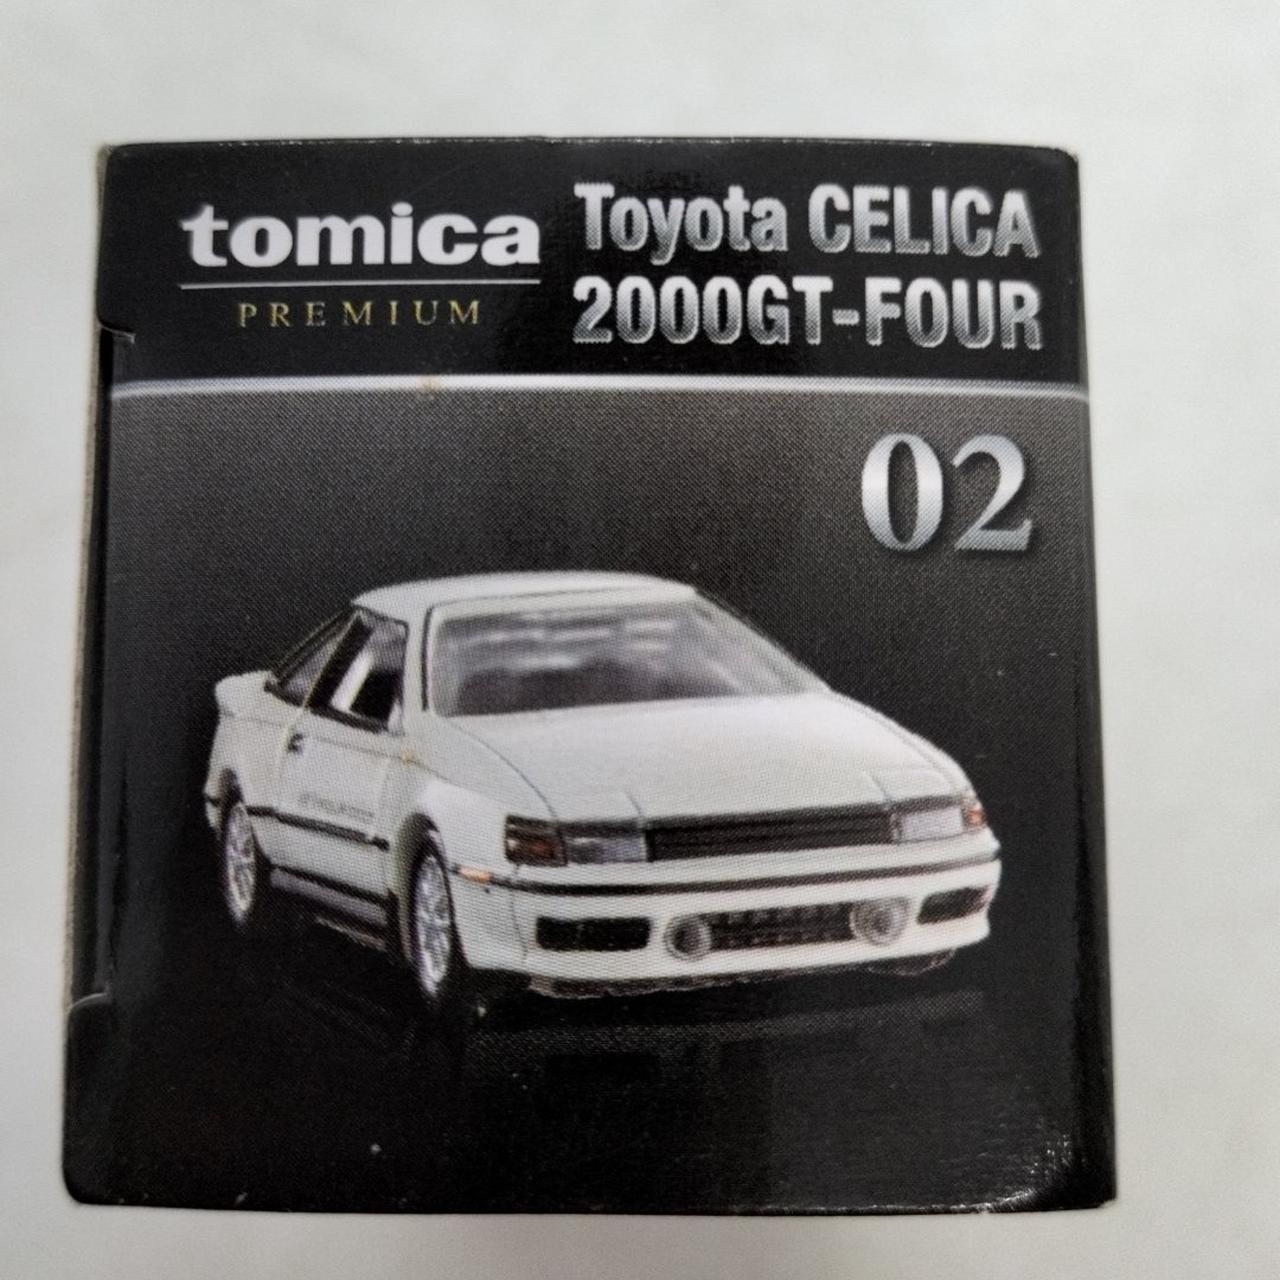 tomica
PREMIUM
Toyota CELICA
2000GT-FOUR
02